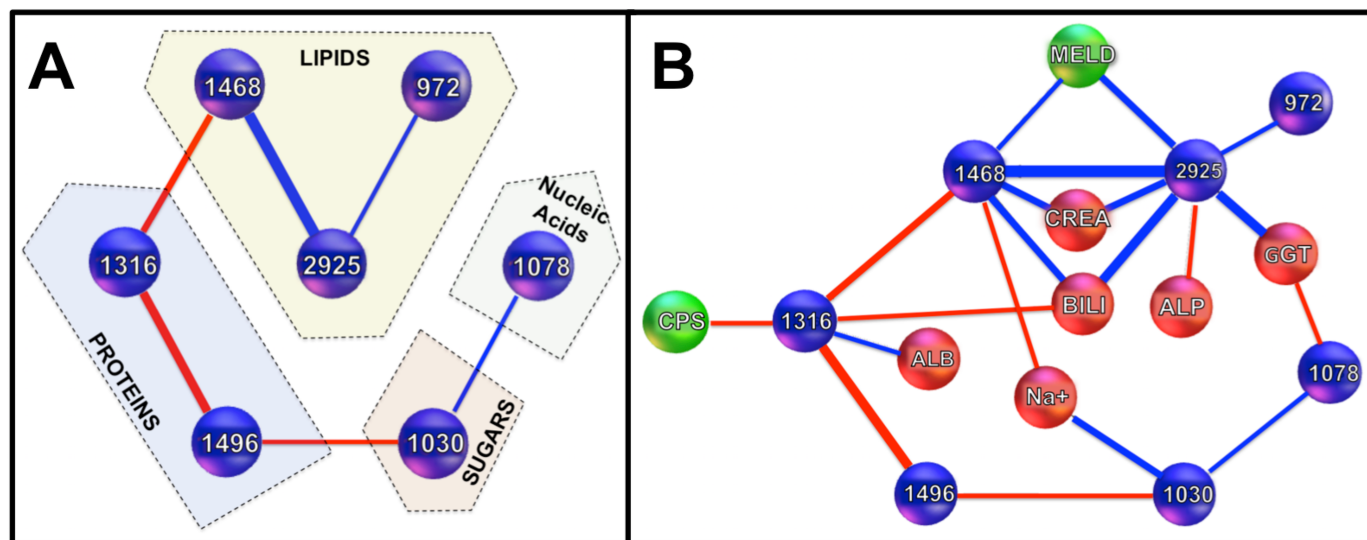 A
LIPIDS
1468
972
Nucleic
Acids
1316
2925
1078
PROTEINS
1496
1030
SUGARS
B
MELD
972
1468
2925
CREA
GGT
BILI
ALP
CPS
1316
ALB
1078
Na+
1496
1030